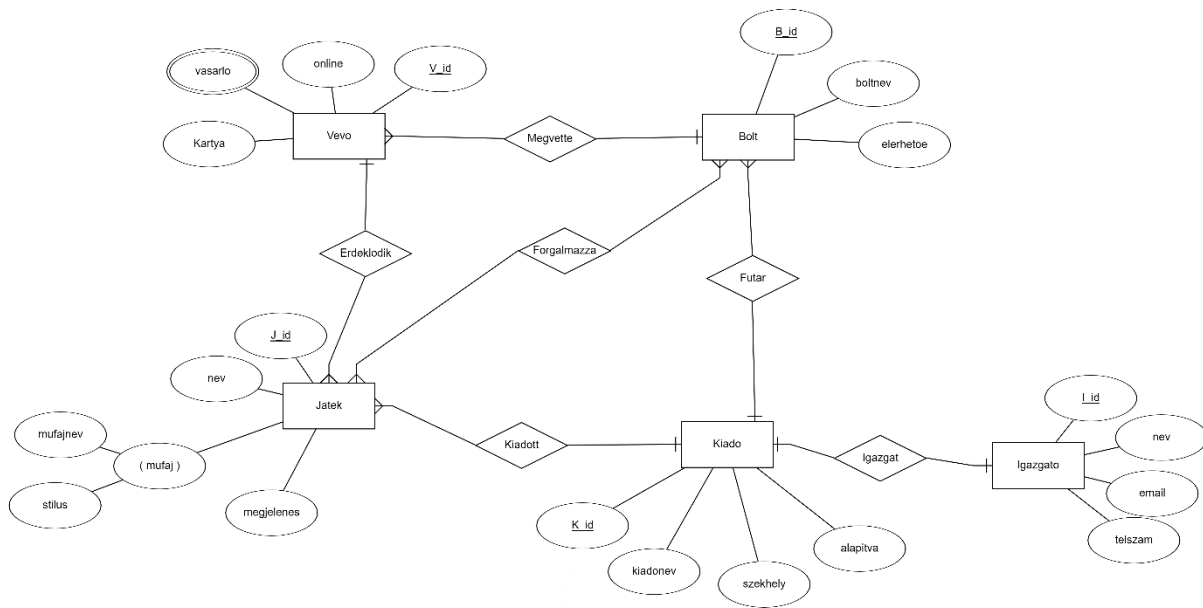 B_id
vasarlo
online
V_id
boltnev
Kartya
Vevo
Megvette
Bolt
elerhetoe
Erdeklodik
Forgalmazza
Futar
J_id
nev
Jatek
I_id
mufajnev
( mufaj )
Kiadott
Kiado
Igazgat
Igazgato
nev
stilus
megjelenes
email
K_id
alapitva
telszam
kiadonev
szekhely